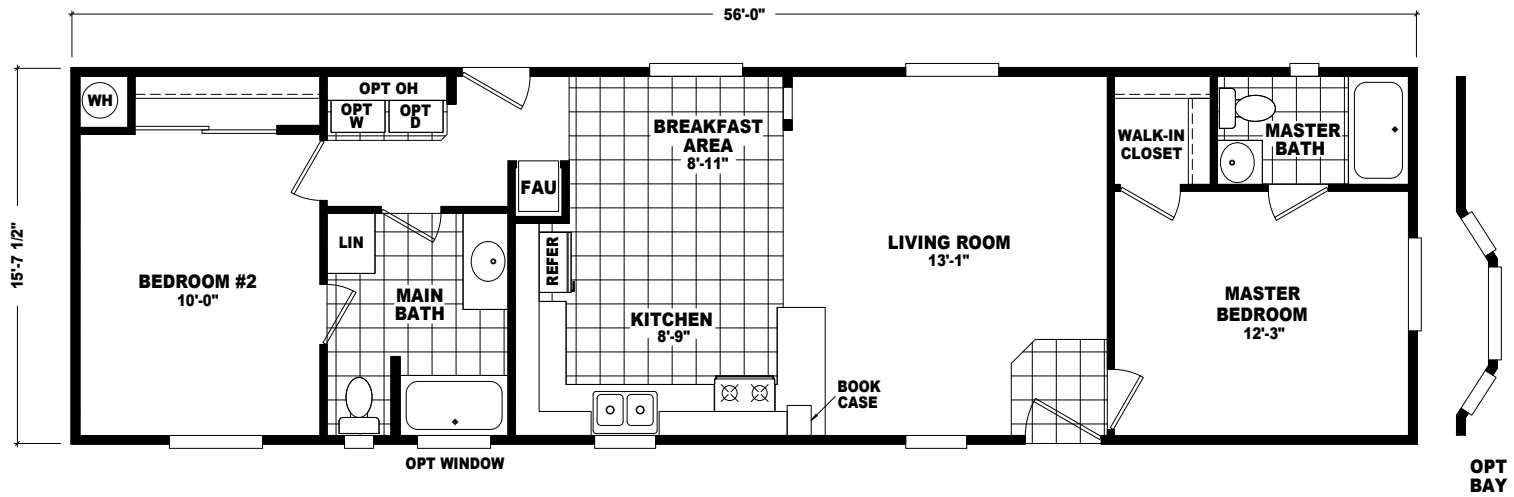 56'-0"
15'-7 1/2"
WH
OPT OH
OPT
W
OPT
D
BREAKFAST
AREA
8'-11"
WALK-IN
CLOSET
MASTER
BATH
FAU
LIN
REFER
BEDROOM #2
10'-0"
MAIN
BATH
KITCHEN
8'-9"
LIVING ROOM
13'-1"
MASTER
BEDROOM
12'-3"
BOOK
CASE
OPT WINDOW
OPT
BAY